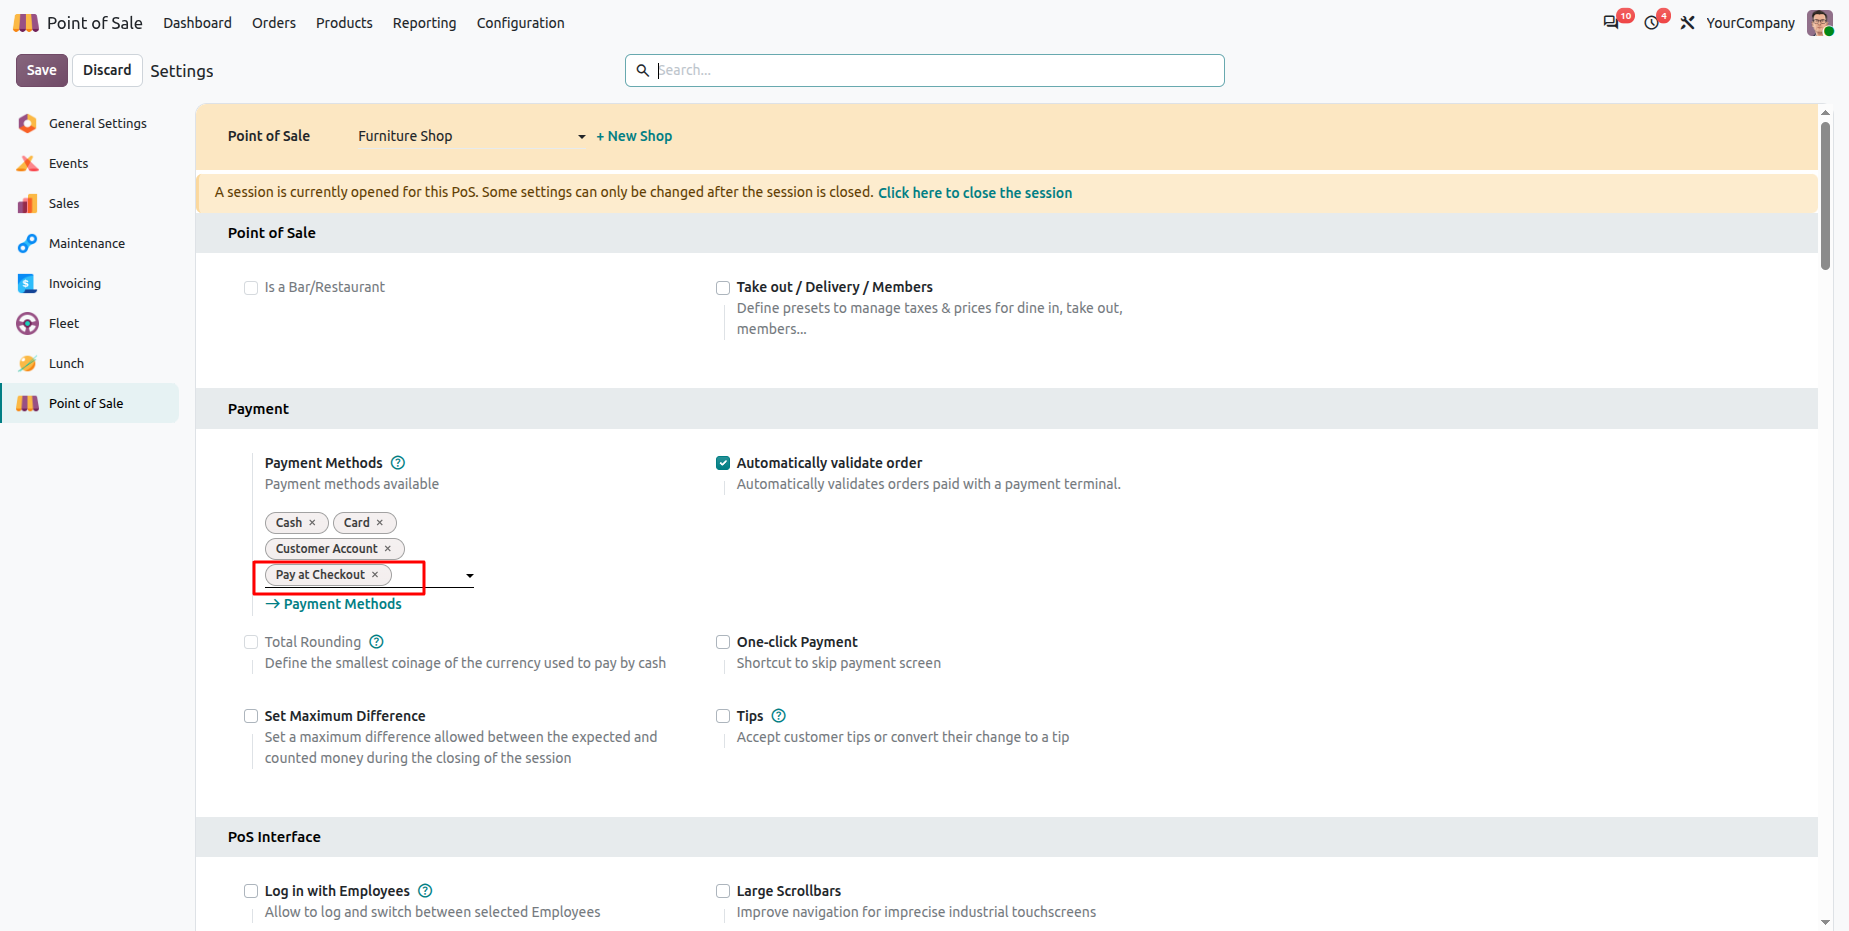 Point of Sale Dashboard Orders Products Reporting Configuration 10 4 YourCompany
Save Discard Settings Search...
General Settings
Events
Sales
Maintenance
Invoicing
Fleet
Lunch
Point of Sale
Point of Sale Furniture Shop + New Shop
A session is currently opened for this PoS. Some settings can only be changed after the session is closed. Click here to close the session
Point of Sale
Is a Bar/Restaurant
Take out / Delivery / Members
Define presets to manage taxes & prices for dine in, take out,
members...
Payment
Payment Methods ?
Payment methods available
Cash × Card ×
Customer Account ×
Pay at Checkout ×
→ Payment Methods
Automatically validate order
Automatically validates orders paid with a payment terminal.
Total Rounding ?
Define the smallest coinage of the currency used to pay by cash
One-click Payment
Shortcut to skip payment screen
Set Maximum Difference
Set a maximum difference allowed between the expected and
counted money during the closing of the session
Tips ?
Accept customer tips or convert their change to a tip
PoS Interface
Log in with Employees ?
Allow to log and switch between selected Employees
Large Scrollbars
Improve navigation for imprecise industrial touchscreens